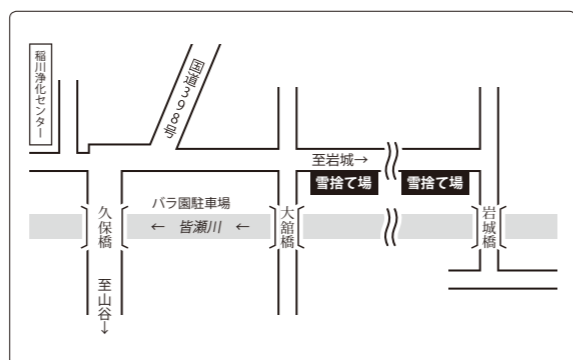 稲川浄化センター
国道398号
至岩城→
雪捨て場
雪捨て場
バラ園駐車場
← 皆瀬川 ←
久保橋
大舘橋
岩城橋
至山谷→